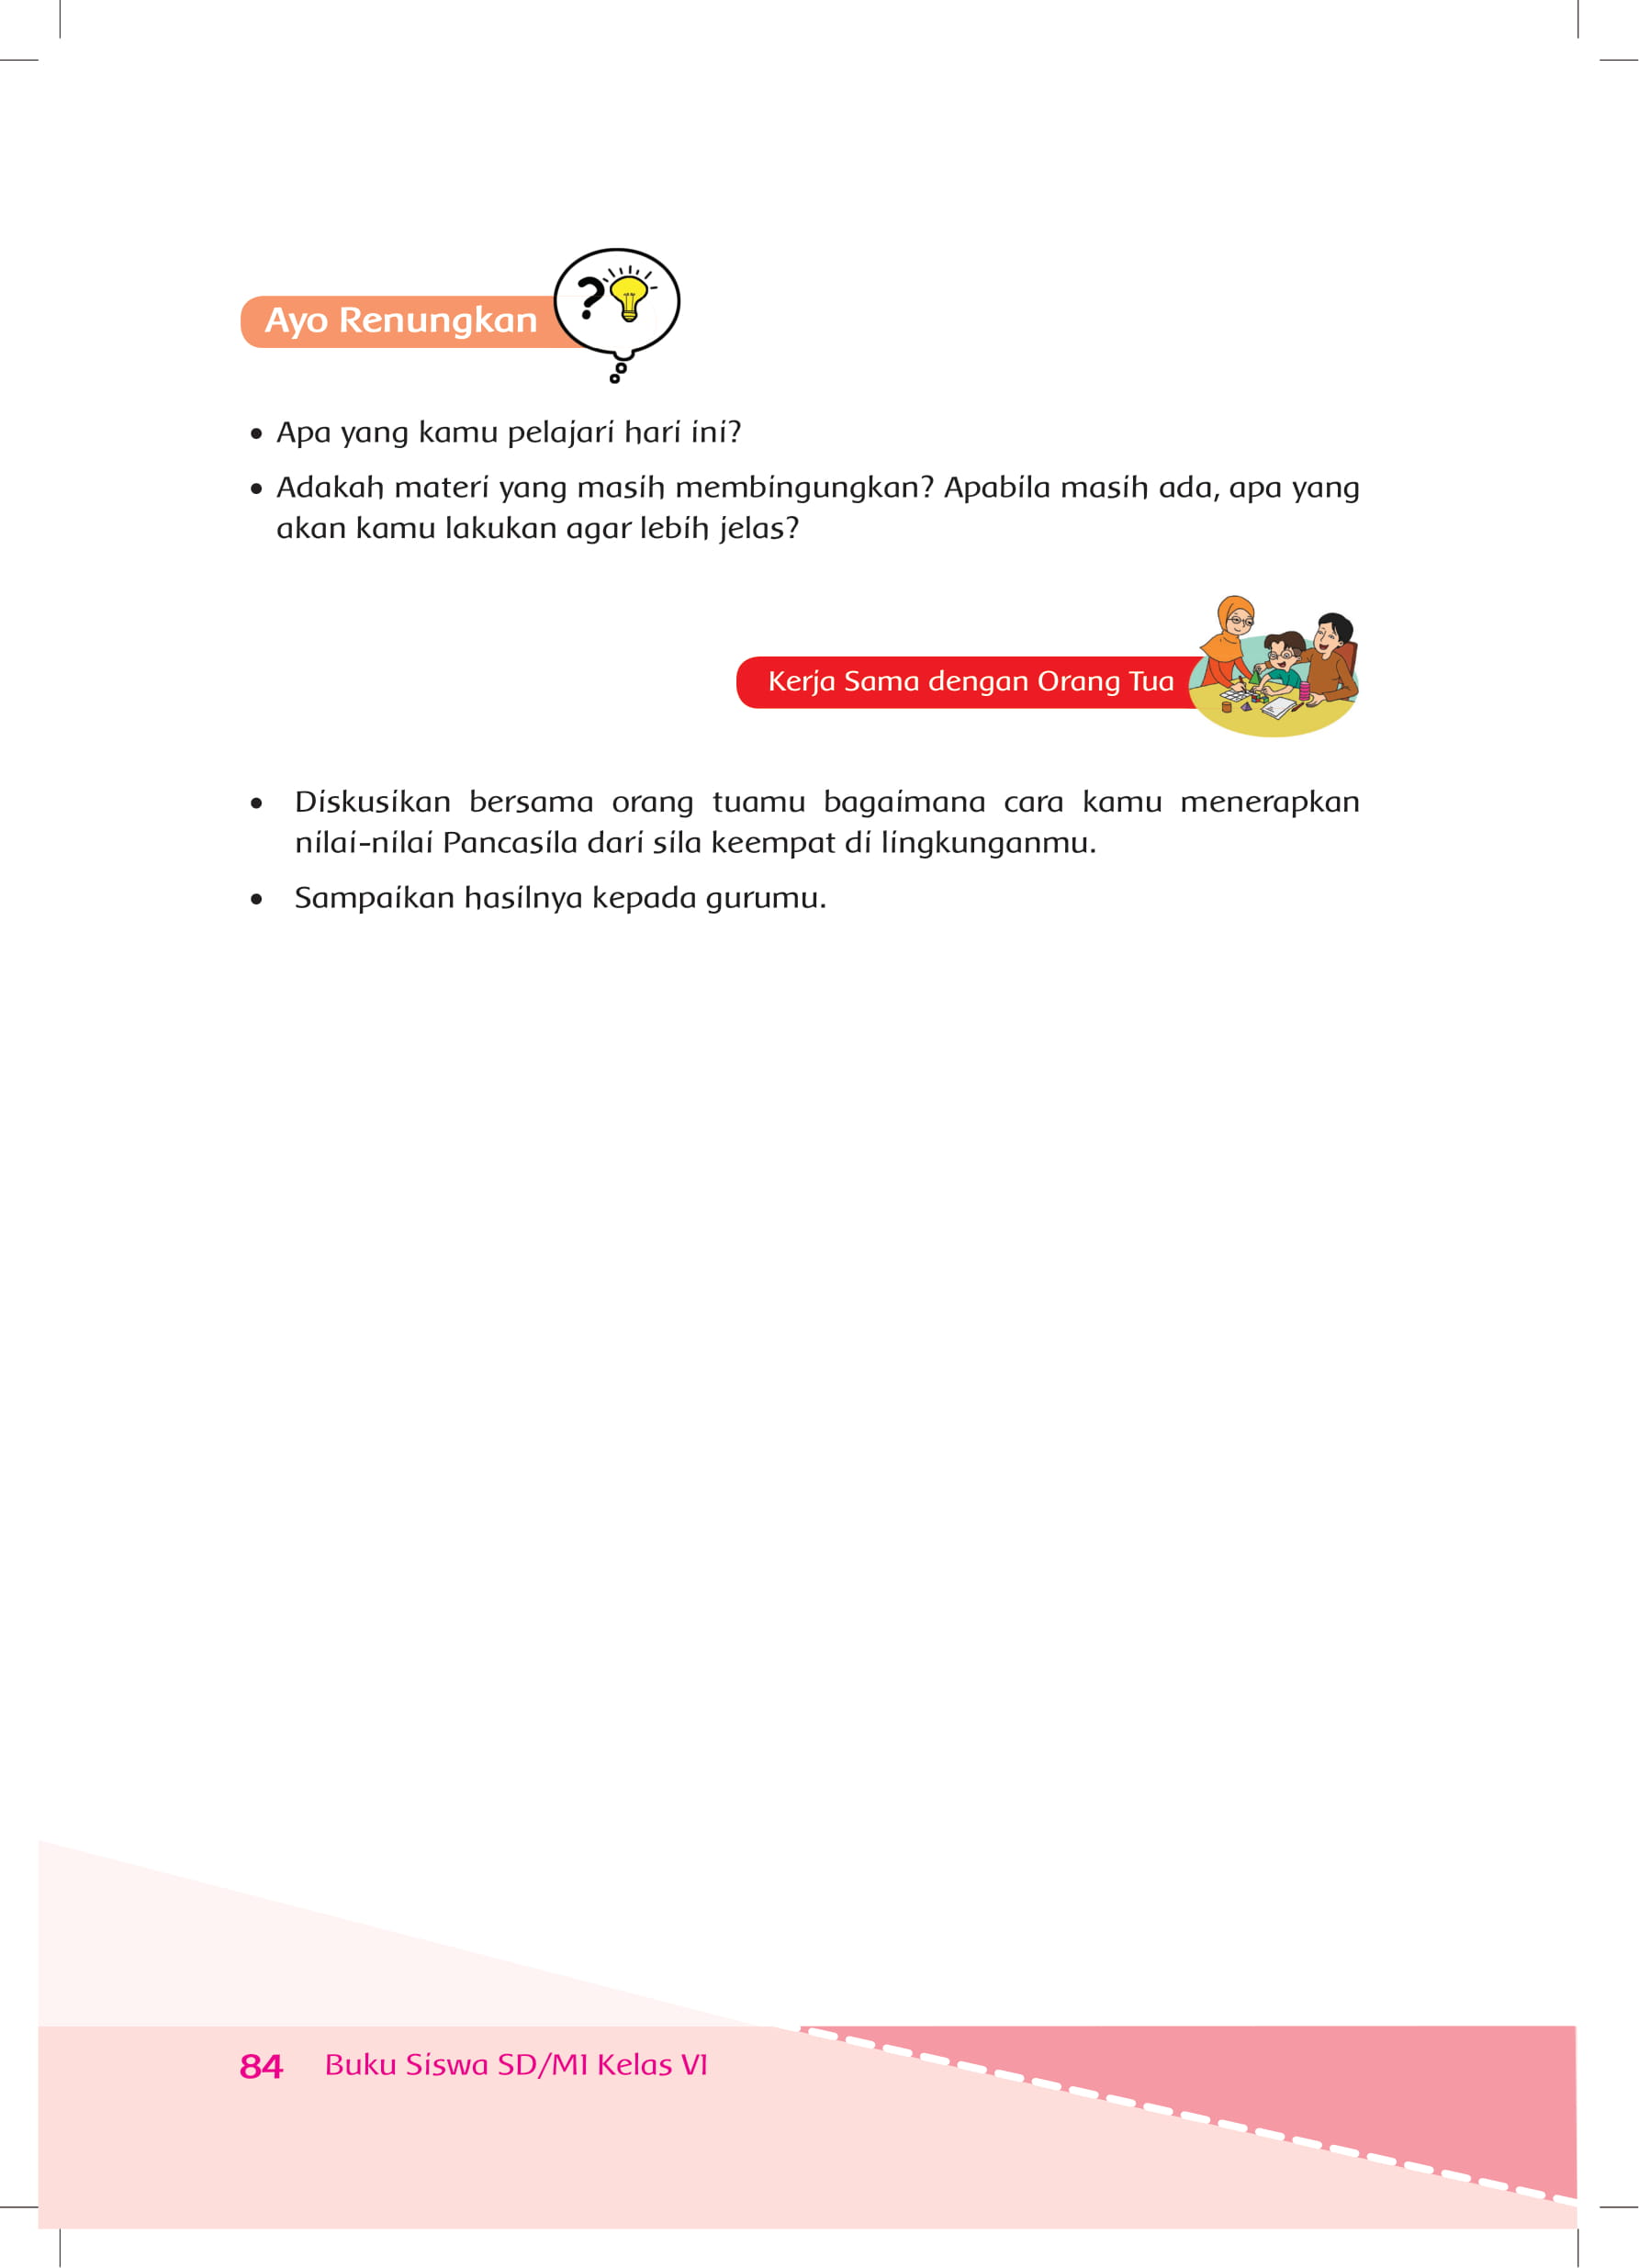 Ayo Renungkan
?
• Apa yang kamu pelajari hari ini?
• Adakah materi yang masih membingungkan? Apabila masih ada, apa yang
akan kamu lakukan agar lebih jelas?
Kerja Sama dengan Orang Tua
• Diskusikan bersama orang tuamu bagaimana cara kamu menerapkan
nilai-nilai Pancasila dari sila keempat di lingkunganmu.
• Sampaikan hasilnya kepada gurumu.
84 Buku Siswa SD/MI Kelas VI